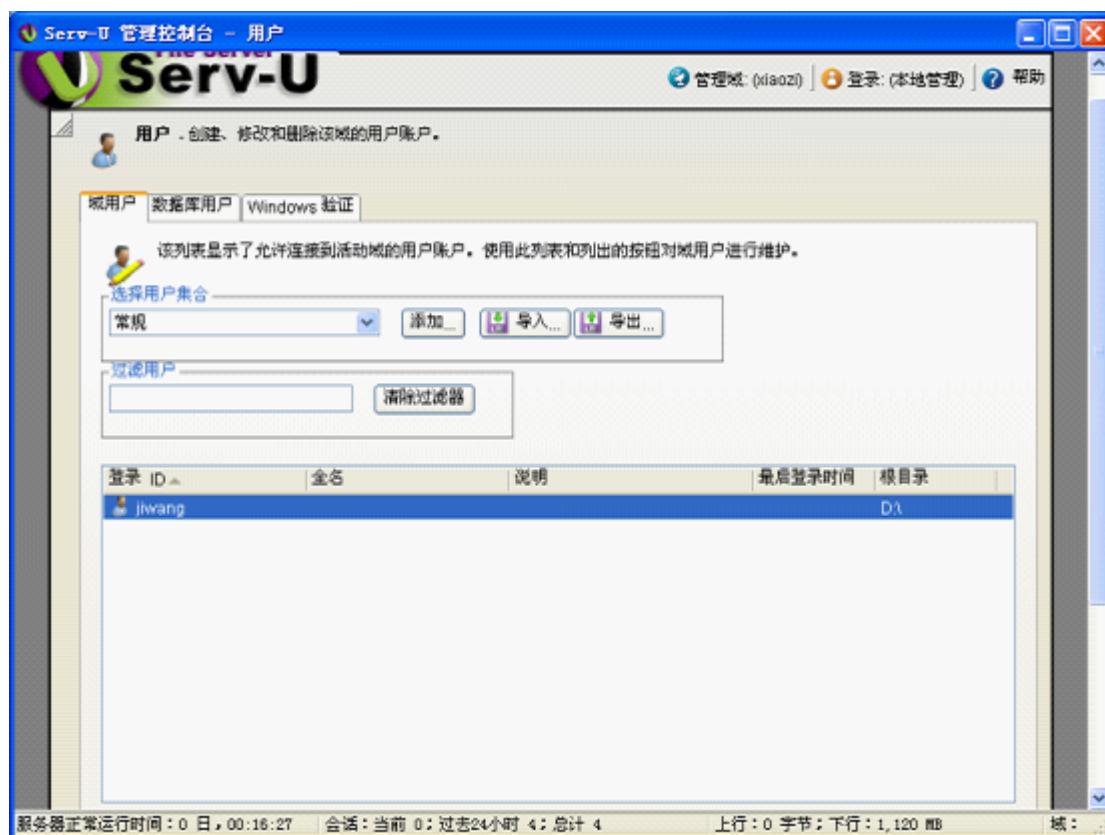 Serv-U 管理控制台 - 用户
File Server
Serv-U
管理域: (xiaozi) 登录: (本地管理) 帮助
用户 - 创建、修改和删除该域的用户账户。
域用户 数据库用户 Windows 验证
该列表显示了允许连接到活动域的用户账户。使用此列表和列出的按钮对域用户进行维护。
选择用户集合
常规 添加... 导入... 导出...
过滤用户
清除过滤器
登录 ID 全名 说明 最后登录时间 根目录
jiwang D:\
服务器正常运行时间:0 日,00:16:27 会话:当前 0;过去24小时 4;总计 4 上行:0 字节;下行:1,120 MB 域: